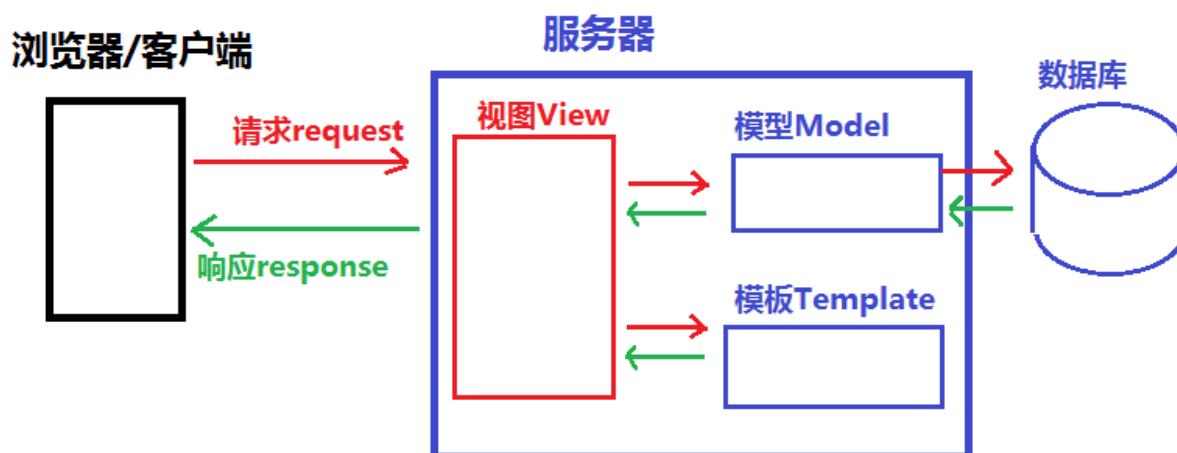 浏览器/客户端
服务器
数据库
请求request
视图View
模型Model
响应response
模板Template